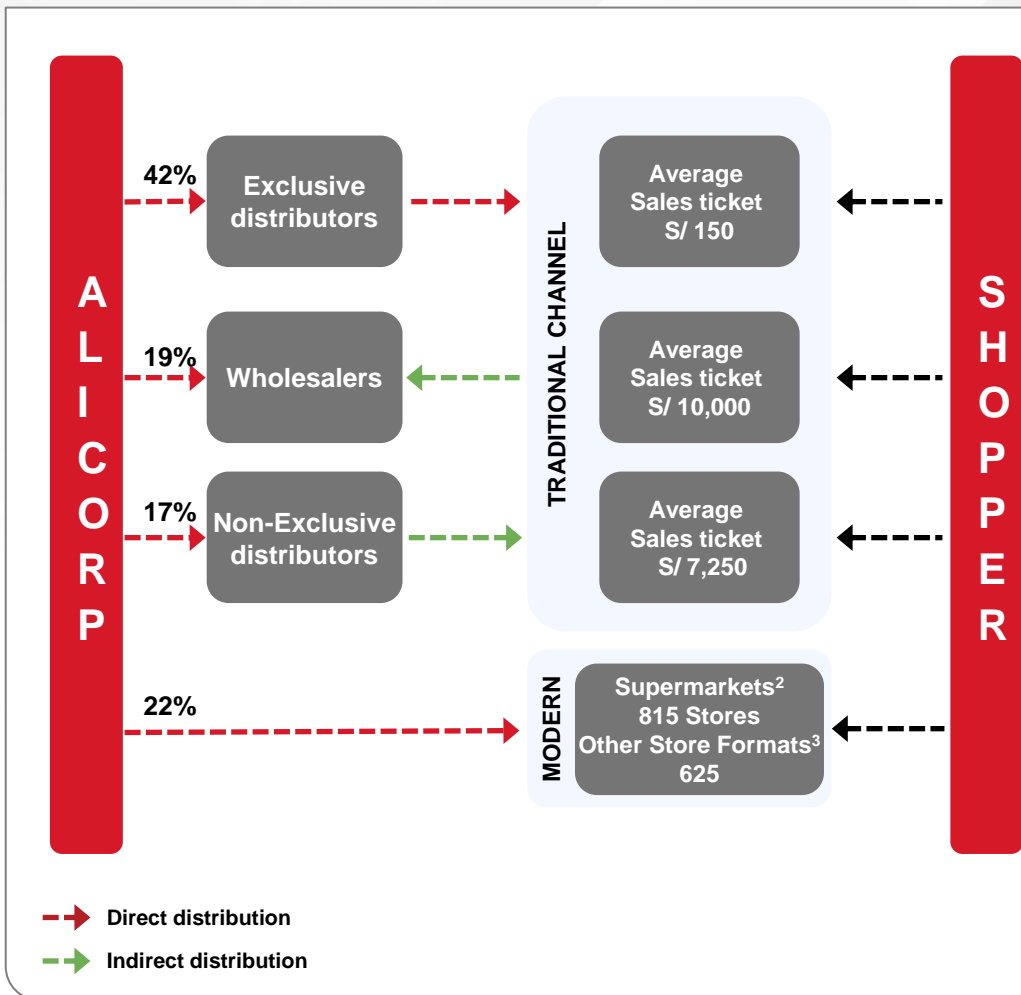 ALICORP
42%
Exclusive
distributors
19%
Wholesalers
17%
Non-Exclusive
distributors
22%
TRADITIONAL CHANNEL
Average
Sales ticket
S/ 150
Average
Sales ticket
S/ 10,000
Average
Sales ticket
S/ 7,250
MODERN
Supermarkets²
815 Stores
Other Store Formats³
625
SHOPPER
Direct distribution
Indirect distribution